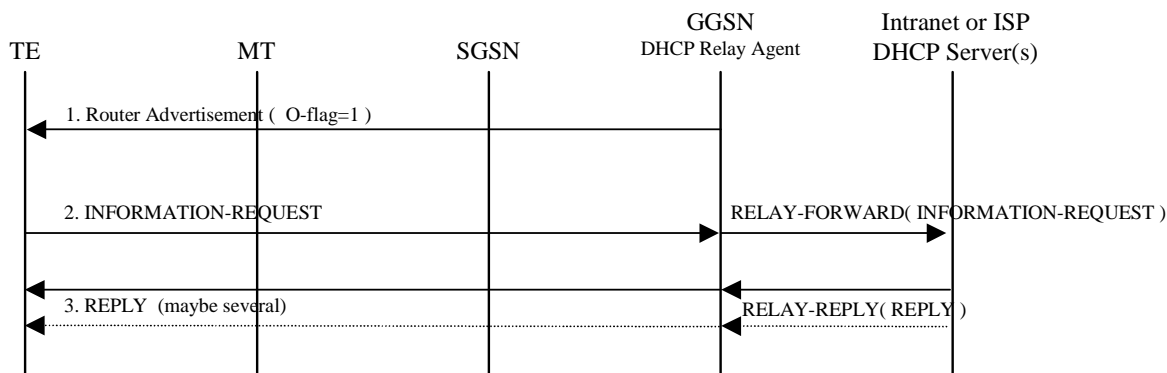 GGSN
Intranet or ISP
TE
MT
SGSN
DHCP Relay Agent
DHCP Server(s)
1. Router Advertisement ( O-flag=1 )
2. INFORMATION-REQUEST
RELAY-FORWARD( INFORMATION-REQUEST )
3. REPLY (maybe several)
RELAY-REPLY( REPLY )